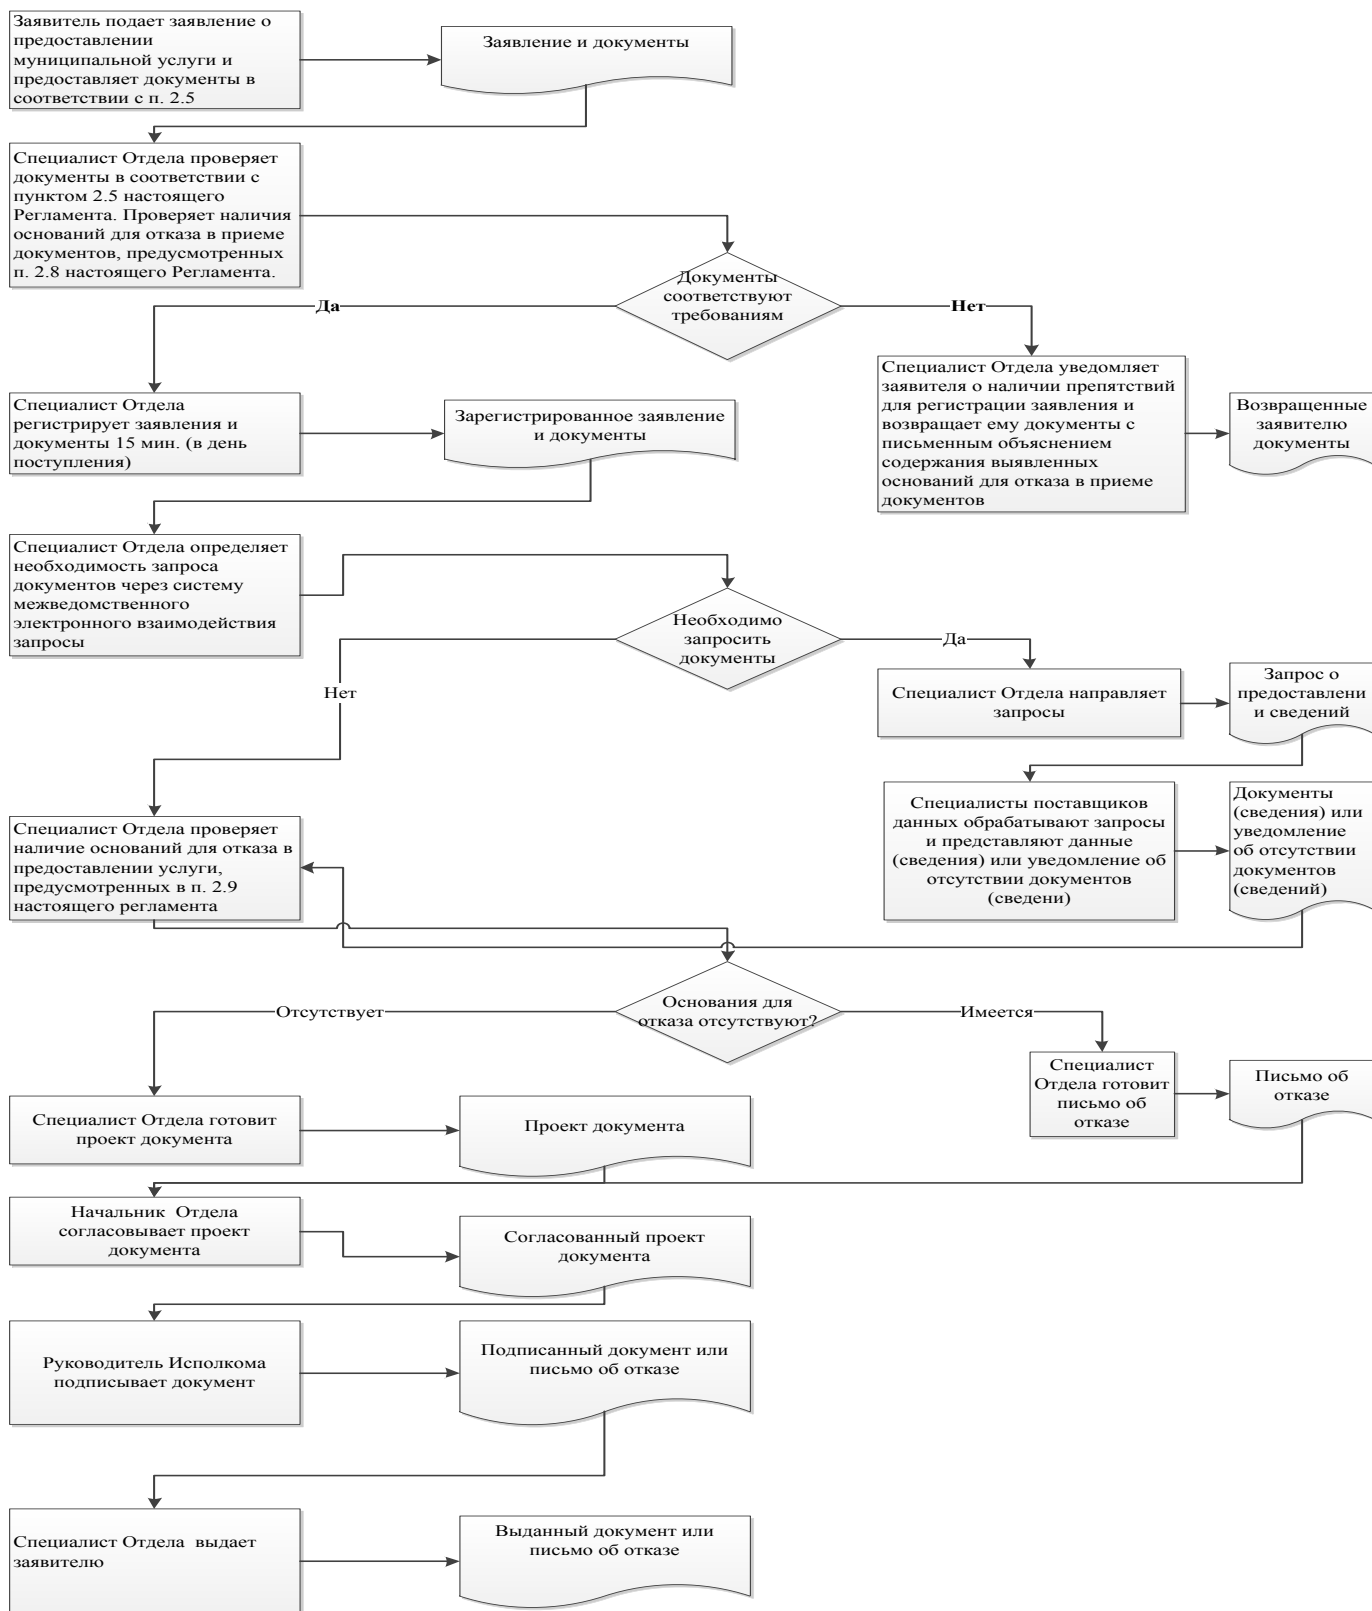 Заявитель подает заявление о
предоставлении
муниципальной услуги и
предоставляет документы в
соответствии с п. 2.5
Заявление и документы
Специалист Отдела проверяет
документы в соответствии с
пунктом 2.5 настоящего
Регламента. Проверяет наличия
оснований для отказа в приеме
документов, предусмотренных
п. 2.8 настоящего Регламента.
Документы
соответствуют
требованиям
Да
Нет
Специалист Отдела
регистрирует заявления и
документы 15 мин. (в день
поступления)
Зарегистрированное заявление
и документы
Специалист Отдела уведомляет
заявителя о наличии препятствий
для регистрации заявления и
возвращает ему документы с
письменным объяснением
содержания выявленных
оснований для отказа в приеме
документов
Возвращенные
заявителю
документы
Специалист Отдела определяет
необходимость запроса
документов через систему
межведомственного
электронного взаимодействия
запросы
Необходимо
запросить
документы
Да
Нет
Специалист Отдела направляет
запросы
Запрос о
предоставлени
и сведений
Специалисты поставщиков
данных обрабатывают запросы
и представляют данные
(сведения) или уведомление об
отсутствии документов
(сведени)
Документы
(сведения) или
уведомление
об отсутствии
документов
(сведений)
Специалист Отдела проверяет
наличие оснований для отказа в
предоставлении услуги,
предусмотренных в п. 2.9
настоящего регламента
Основания для
отказа отсутствуют?
Отсутствует
Имеется
Специалист
Отдела готовит
письмо об
отказе
Письмо об
отказе
Специалист Отдела готовит
проект документа
Проект документа
Начальник  Отдела
согласовывает проект
документа
Согласованный проект
документа
Руководитель Исполкома
подписывает документ
Подписанный документ или
письмо об отказе
Специалист Отдела  выдает
заявителю
Выданный документ или
письмо об отказе